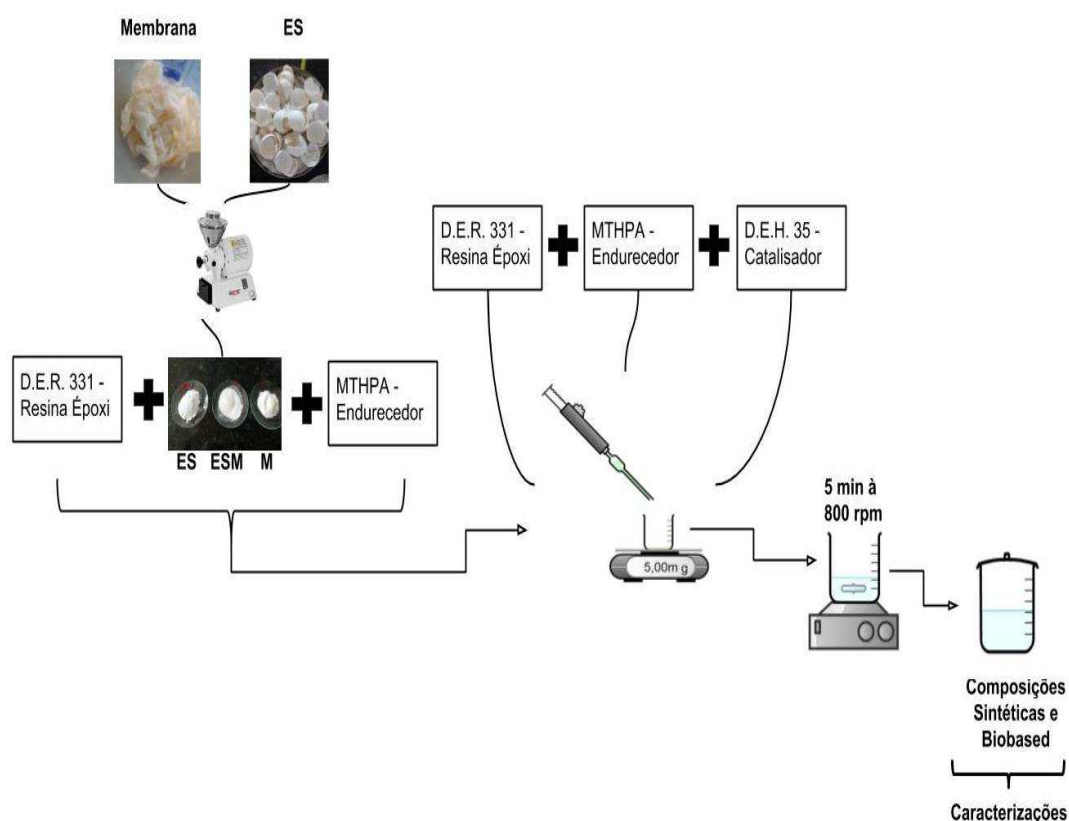 Membrana
ES
D.E.R. 331 -
Resina Époxi
MTHPA -
Endurecedor
D.E.H. 35 -
Catalisador
D.E.R. 331 -
Resina Époxi
MTHPA -
Endurecedor
ES ESM M
5 min à
800 rpm
5,00m g
Composições
Sintéticas e
Biobased
Caracterizações